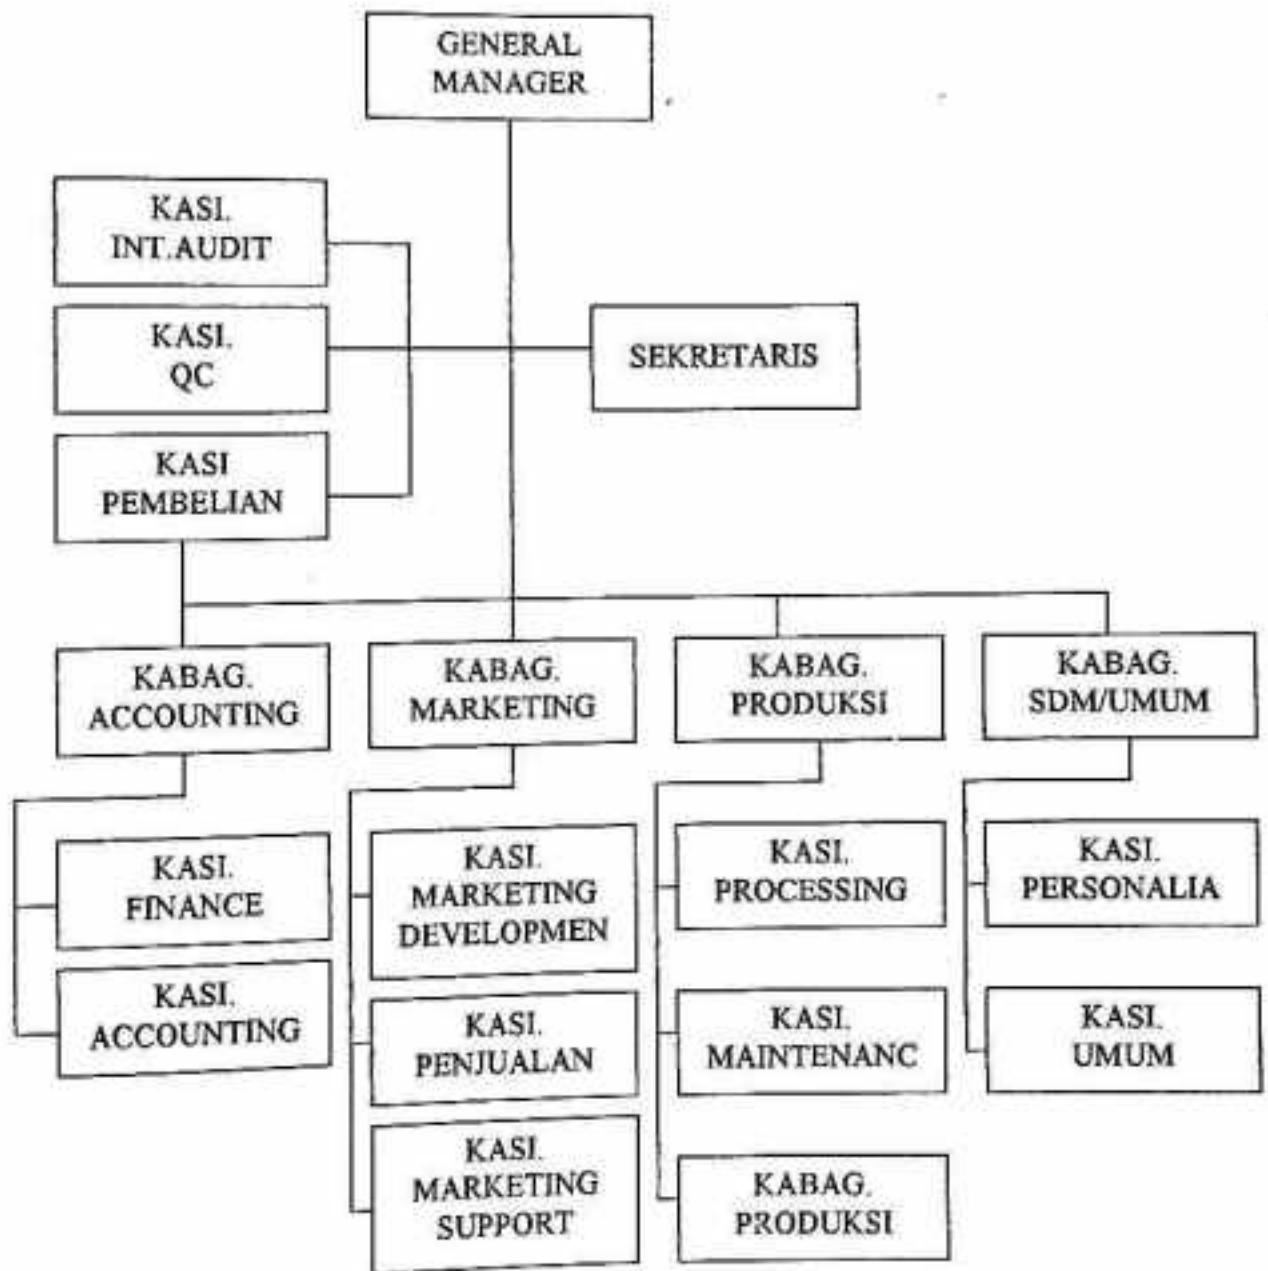 GENERAL
MANAGER
KASI.
INT.AUDIT
KASI.
QC
SEKRETARIS
KASI
PEMBELIAN
KABAG.
ACCOUNTING
KABAG.
MARKETING
KABAG.
PRODUKSI
KABAG.
SDM/UMUM
KASI.
FINANCE
KASI.
ACCOUNTING
KASI.
MARKETING
DEVELOPMEN
KASI.
PENJUALAN
KASI.
MARKETING
SUPPORT
KASI.
PROCESSING
KASI.
MAINTENANC
KABAG.
PRODUKSI
KASI.
PERSONALIA
KASI.
UMUM